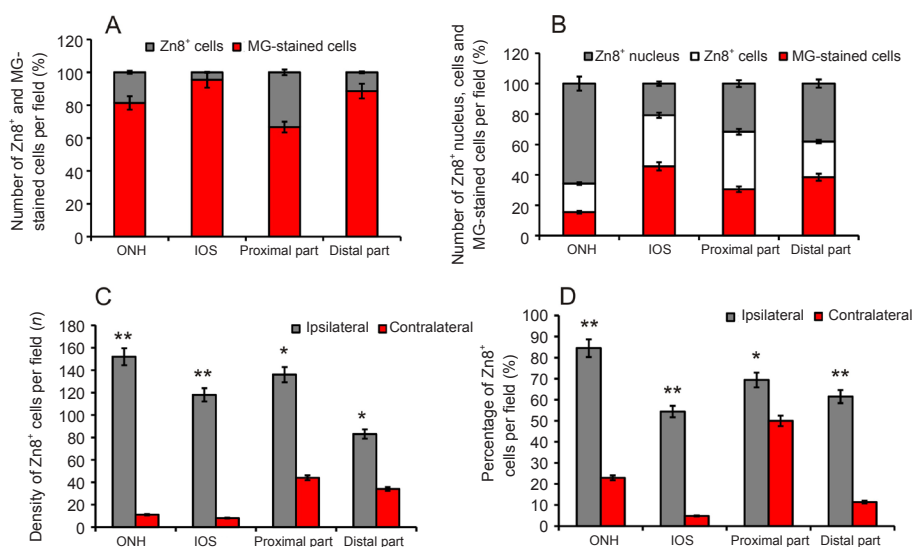 A
Number of Zn8⁺ and MG-
stained cells per field (%)
120
100
80
60
40
20
0
Zn8⁺ cells MG-stained cells
ONH IOS Proximal part Distal part
B
Number of Zn8⁺ nucleus, cells and
MG-stained cells per field (%)
120
100
80
60
40
20
0
Zn8⁺ nucleus Zn8⁺ cells MG-stained cells
ONH IOS Proximal part Distal part
C
Density of Zn8⁺ cells per field (n)
180
160
140
120
100
80
60
40
20
0
Ipsilateral Contralateral
** ** * *
ONH IOS Proximal part Distal part
D
Percentage of Zn8⁺
cells per field (%)
100
90
80
70
60
50
40
30
20
10
0
Ipsilateral Contralateral
** ** * **
ONH IOS Proximal part Distal part